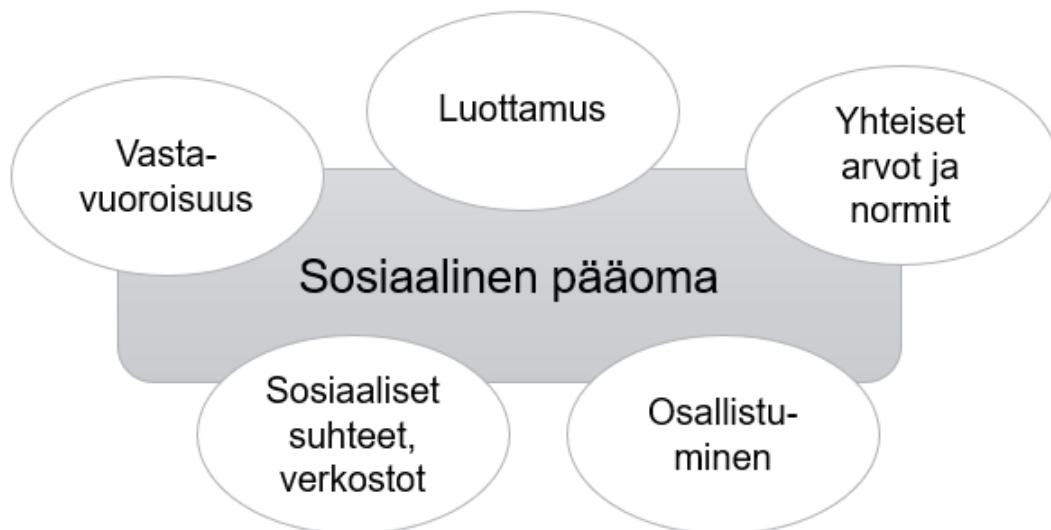 Luottamus
Vasta-
vuoroisuus
Yhteiset
arvot ja
normit
Sosiaalinen pääoma
Sosiaaliset
suhteet,
verkostot
Osallistu-
minen